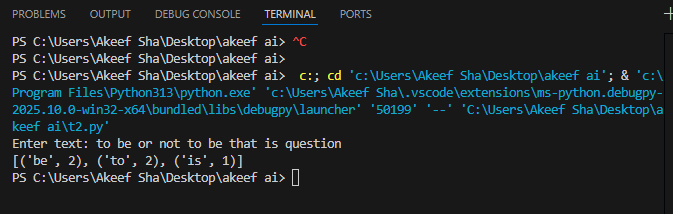 PROBLEMS OUTPUT DEBUG CONSOLE TERMINAL PORTS
PS C:\Users\Akeef Sha\Desktop\akeef ai> ^C
PS C:\Users\Akeef Sha\Desktop\akeef ai>
PS C:\Users\Akeef Sha\Desktop\akeef ai>  c:; cd 'c:\Users\Akeef Sha\Desktop\akeef ai'; & 'c:\
Program Files\Python313\python.exe' 'c:\Users\Akeef Sha\.vscode\extensions\ms-python.debugpy-
2025.10.0-win32-x64\bundled\libs\debugpy\launcher' '50199' '--' 'C:\Users\Akeef Sha\Desktop\a
keef ai\t2.py'
Enter text: to be or not to be that is question
[('be', 2), ('to', 2), ('is', 1)]
PS C:\Users\Akeef Sha\Desktop\akeef ai>